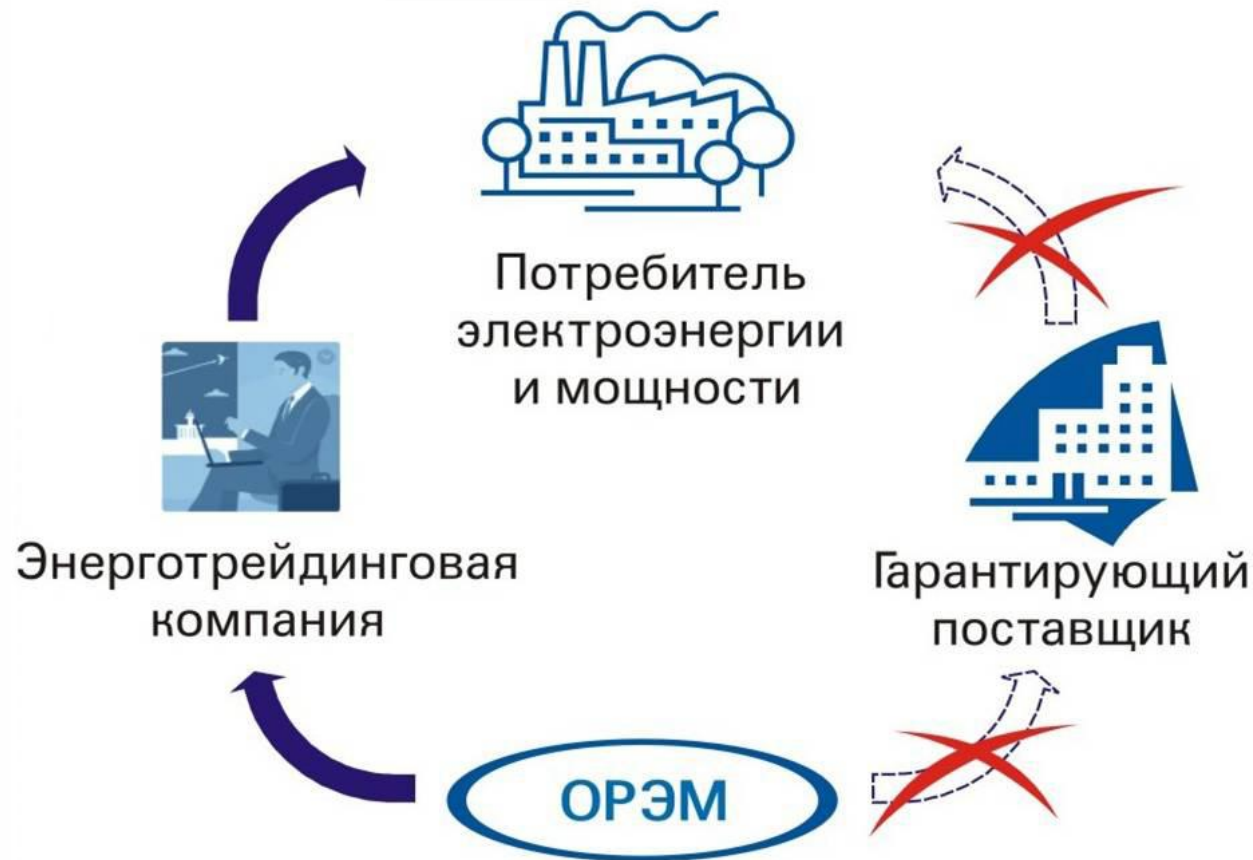 Потребитель
электроэнергии
и мощности
Энерготрейдинговая
компания
Гарантирующий
поставщик
ОРЭМ